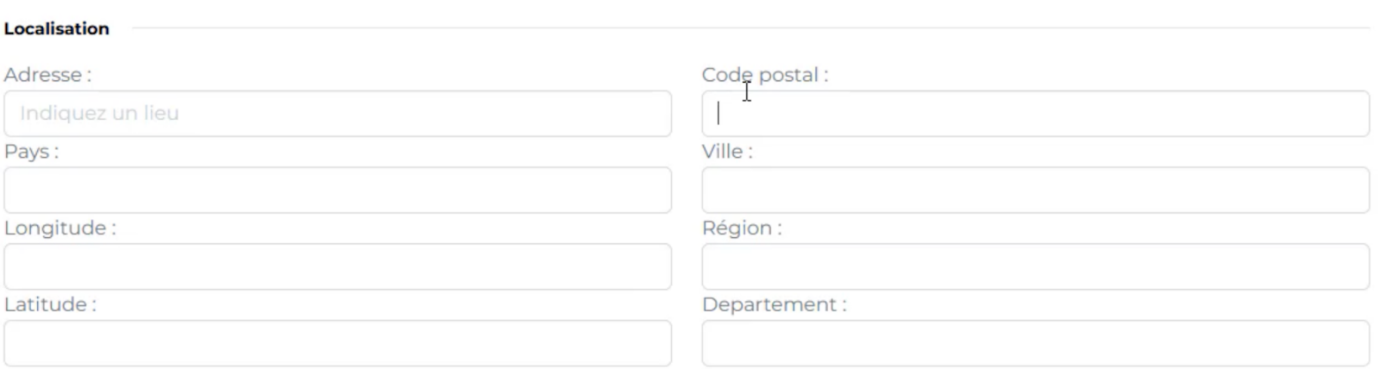 Localisation
Adresse :
Code postal :
Indiquez un lieu
Pays :
Ville :
Longitude :
Région :
Latitude :
Departement :